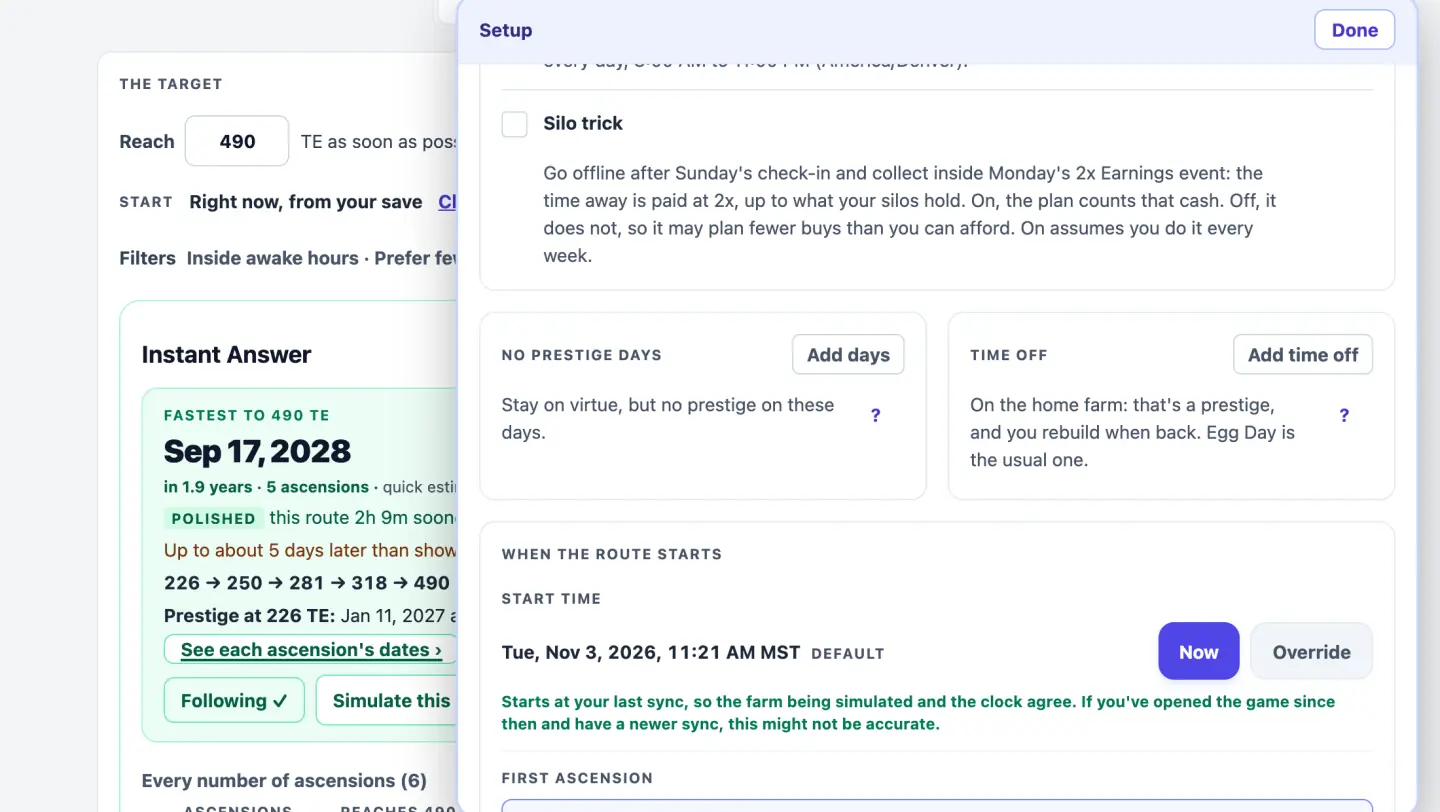 Setup
Done
THE TARGET
Reach 490 TE as soon as
START Right now, from your save
Filters Inside awake hours · Prefer
Instant Answer
FASTEST TO 490 TE
Sep 17, 2028
in 1.9 years · 5 ascensions · quick
POLISHED this route 2h 9m
Up to about 5 days later than
226 → 250 → 281 → 318 → 490
Prestige at 226 TE: Jan 11, 2027
See each ascension's dates ›
Following ✓ Simulate this
Every number of ascensions (6)
Silo trick
Go offline after Sunday's check-in and collect inside Monday's 2x Earnings event: the
time away is paid at 2x, up to what your silos hold. On, the plan counts that cash. Off, it
does not, so it may plan fewer buys than you can afford. On assumes you do it every
week.
NO PRESTIGE DAYS
Add days
Stay on virtue, but no prestige on these
days.
?
TIME OFF
Add time off
On the home farm: that's a prestige,
and you rebuild when back. Egg Day is
the usual one.
?
WHEN THE ROUTE STARTS
START TIME
Tue, Nov 3, 2026, 11:21 AM MST DEFAULT
Now
Override
Starts at your last sync, so the farm being simulated and the clock agree. If you've opened the game since
then and have a newer sync, this might not be accurate.
FIRST ASCENSION